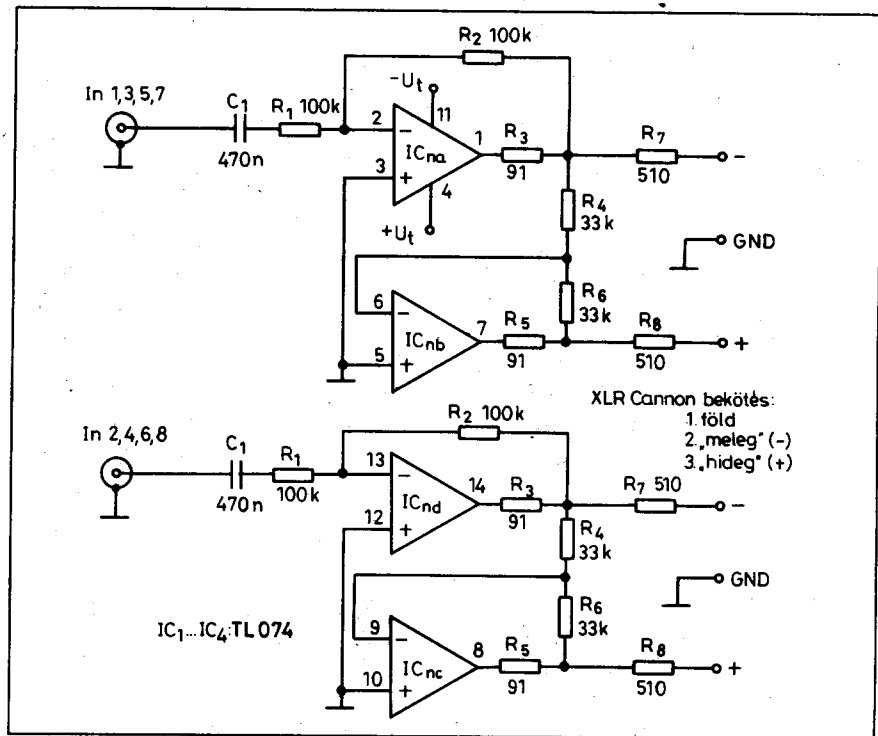 R2 100k
In 1,3,5,7
C1
470n
R1 100k
-Ut
11
2
-
3
+
ICna
1
4
+Ut
R3
91
R7
510
-
R4
33k
GND
6
-
5
+
ICnb
7
R5
91
R6
33k
R8
510
+
XLR Cannon bekötés:
1. föld
2. „meleg" (-)
3. „hideg" (+)
R2 100k
In 2,4,6,8
C1
470n
R1
100k
13
-
12
+
ICnd
14
R3
91
R7 510
-
R4
33k
GND
IC1...IC4:TL074
9
-
10
+
ICnc
8
R5
91
R6
33k
R8
510
+